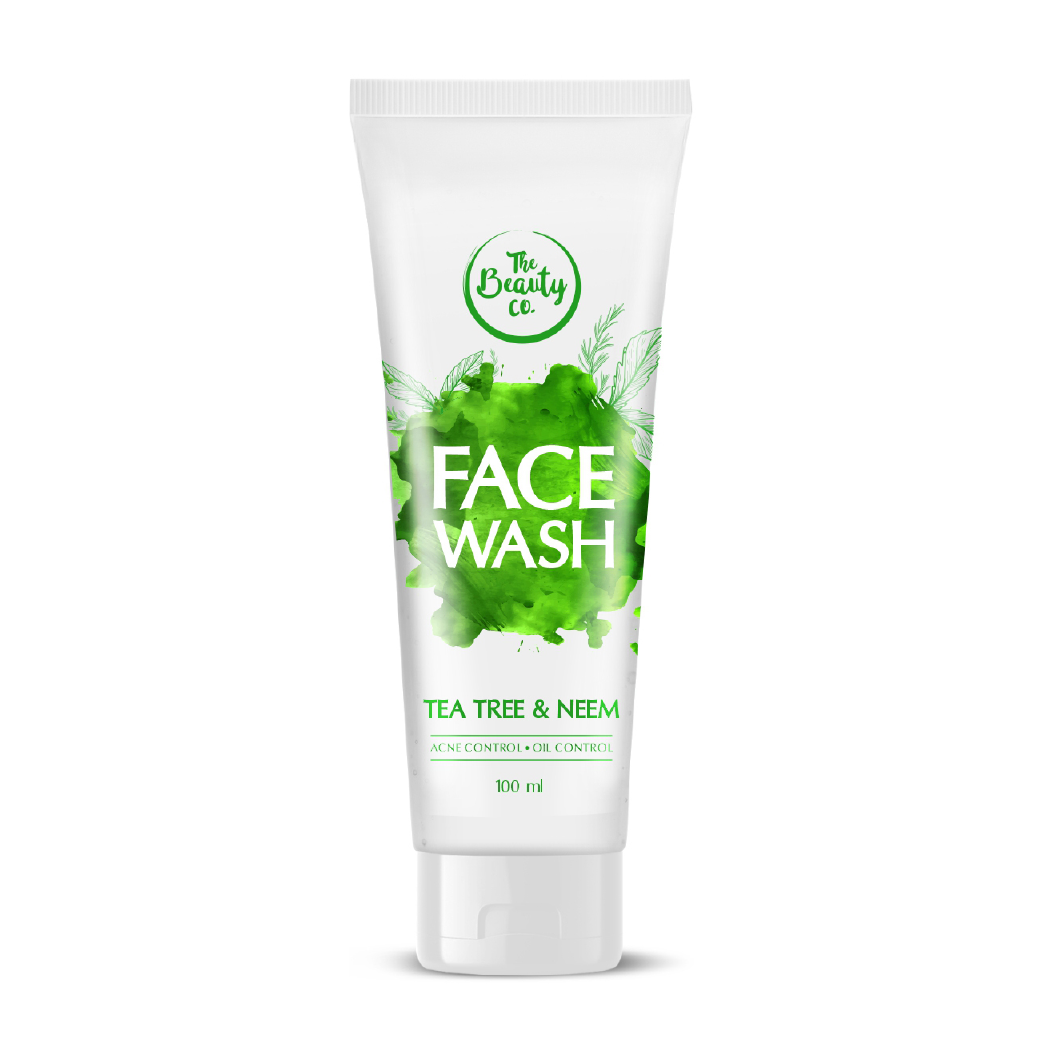 The
Beauty
CO.
FACE
WASH
TEA TREE & NEEM
ACNE CONTROL • OIL CONTROL
100 ml